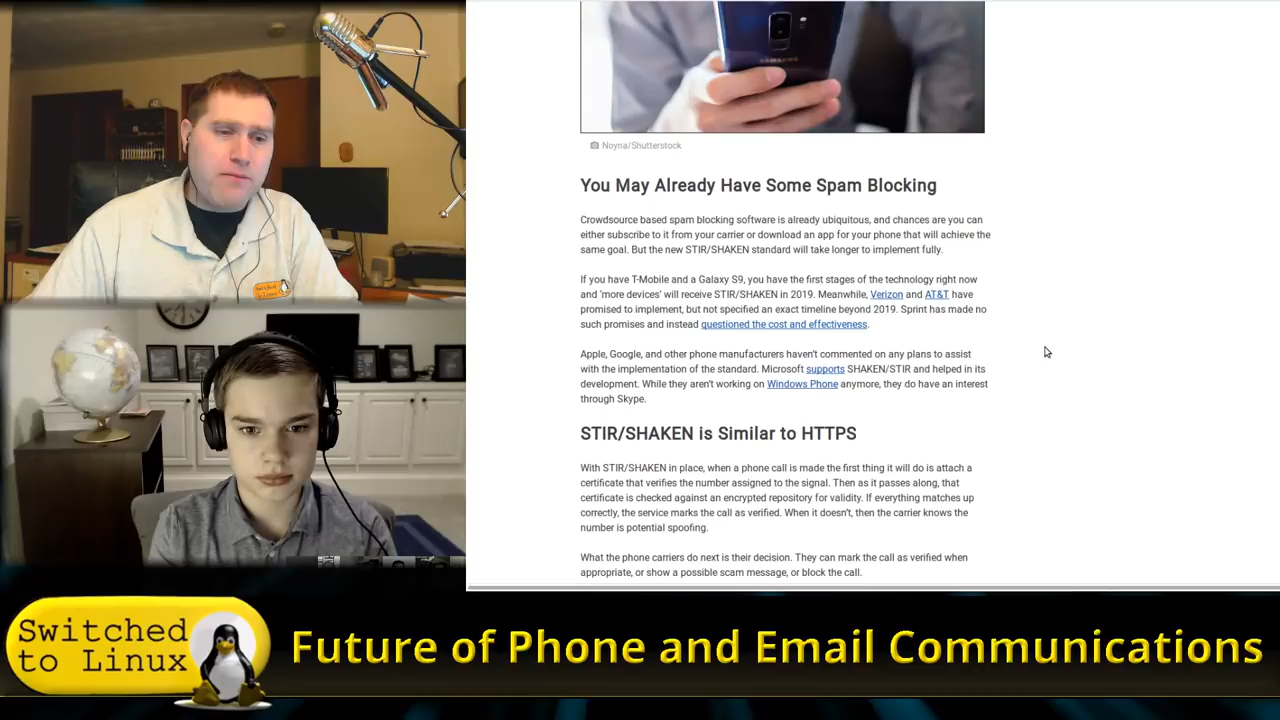 SAMSUNG
Noyna/Shutterstock
You May Already Have Some Spam Blocking
Crowdsource based spam blocking software is already ubiquitous, and chances are you can
either subscribe to it from your carrier or download an app for your phone that will achieve the
same goal. But the new STIR/SHAKEN standard will take longer to implement fully.
If you have T-Mobile and a Galaxy S9, you have the first stages of the technology right now
and 'more devices' will receive STIR/SHAKEN in 2019. Meanwhile, Verizon and AT&T have
promised to implement, but not specified an exact timeline beyond 2019. Sprint has made no
such promises and instead questioned the cost and effectiveness.
Apple, Google, and other phone manufacturers haven't commented on any plans to assist
with the implementation of the standard. Microsoft supports SHAKEN/STIR and helped in its
development. While they aren't working on Windows Phone anymore, they do have an interest
through Skype.
STIR/SHAKEN is Similar to HTTPS
With STIR/SHAKEN in place, when a phone call is made the first thing it will do is attach a
certificate that verifies the number assigned to the signal. Then as it passes along, that
certificate is checked against an encrypted repository for validity. If everything matches up
correctly, the service marks the call as verified. When it doesn't, then the carrier knows the
number is potential spoofing.
What the phone carriers do next is their decision. They can mark the call as verified when
appropriate, or show a possible scam message, or block the call.
Switched
to Linux
Future of Phone and Email Communications